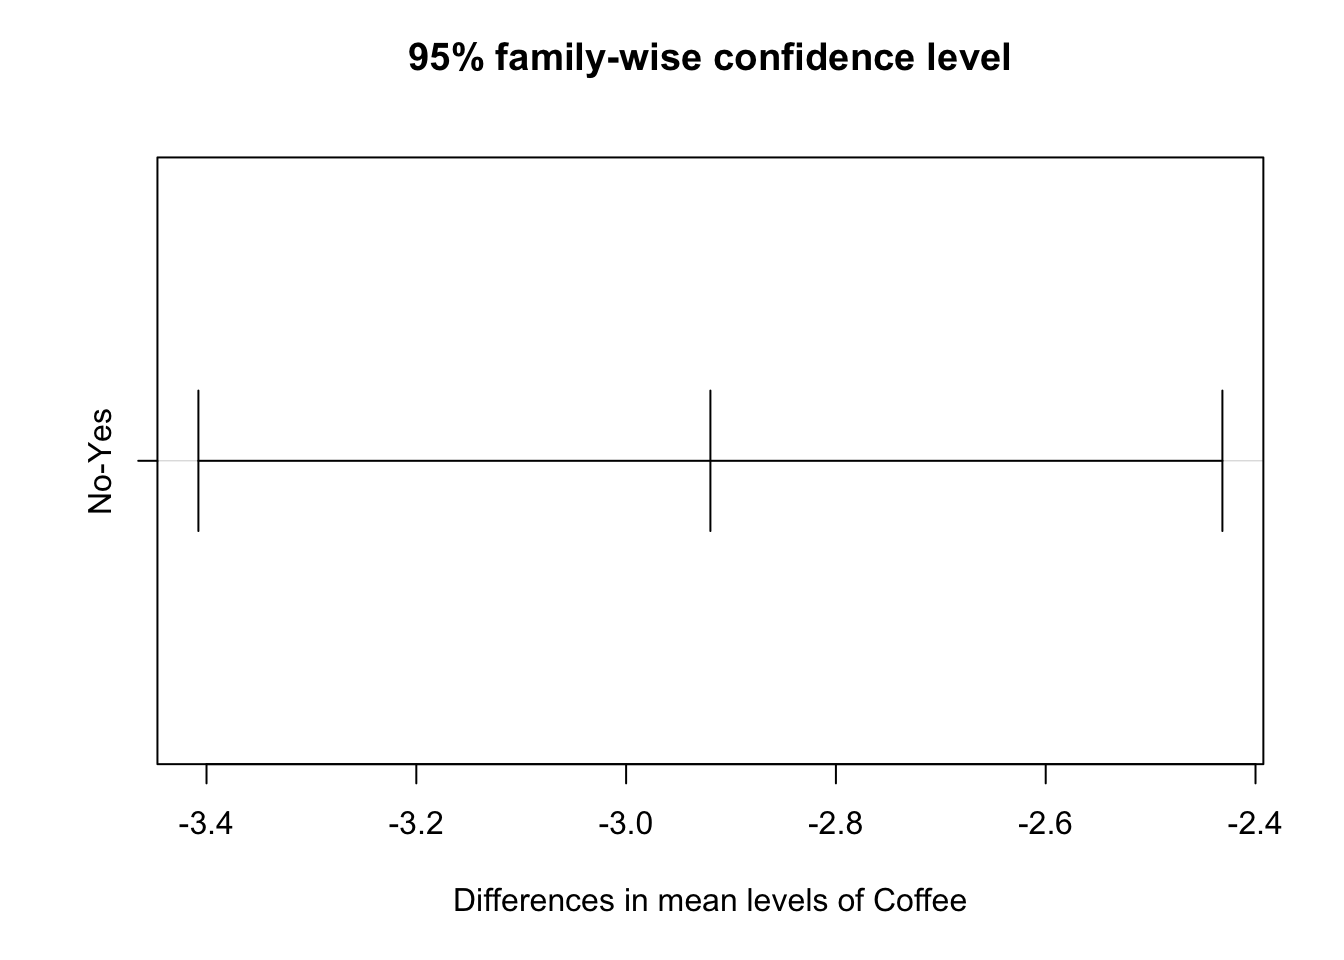 95% family-wise confidence level
No-Yes
-3.4 -3.2 -3.0 -2.8 -2.6 -2.4
Differences in mean levels of Coffee